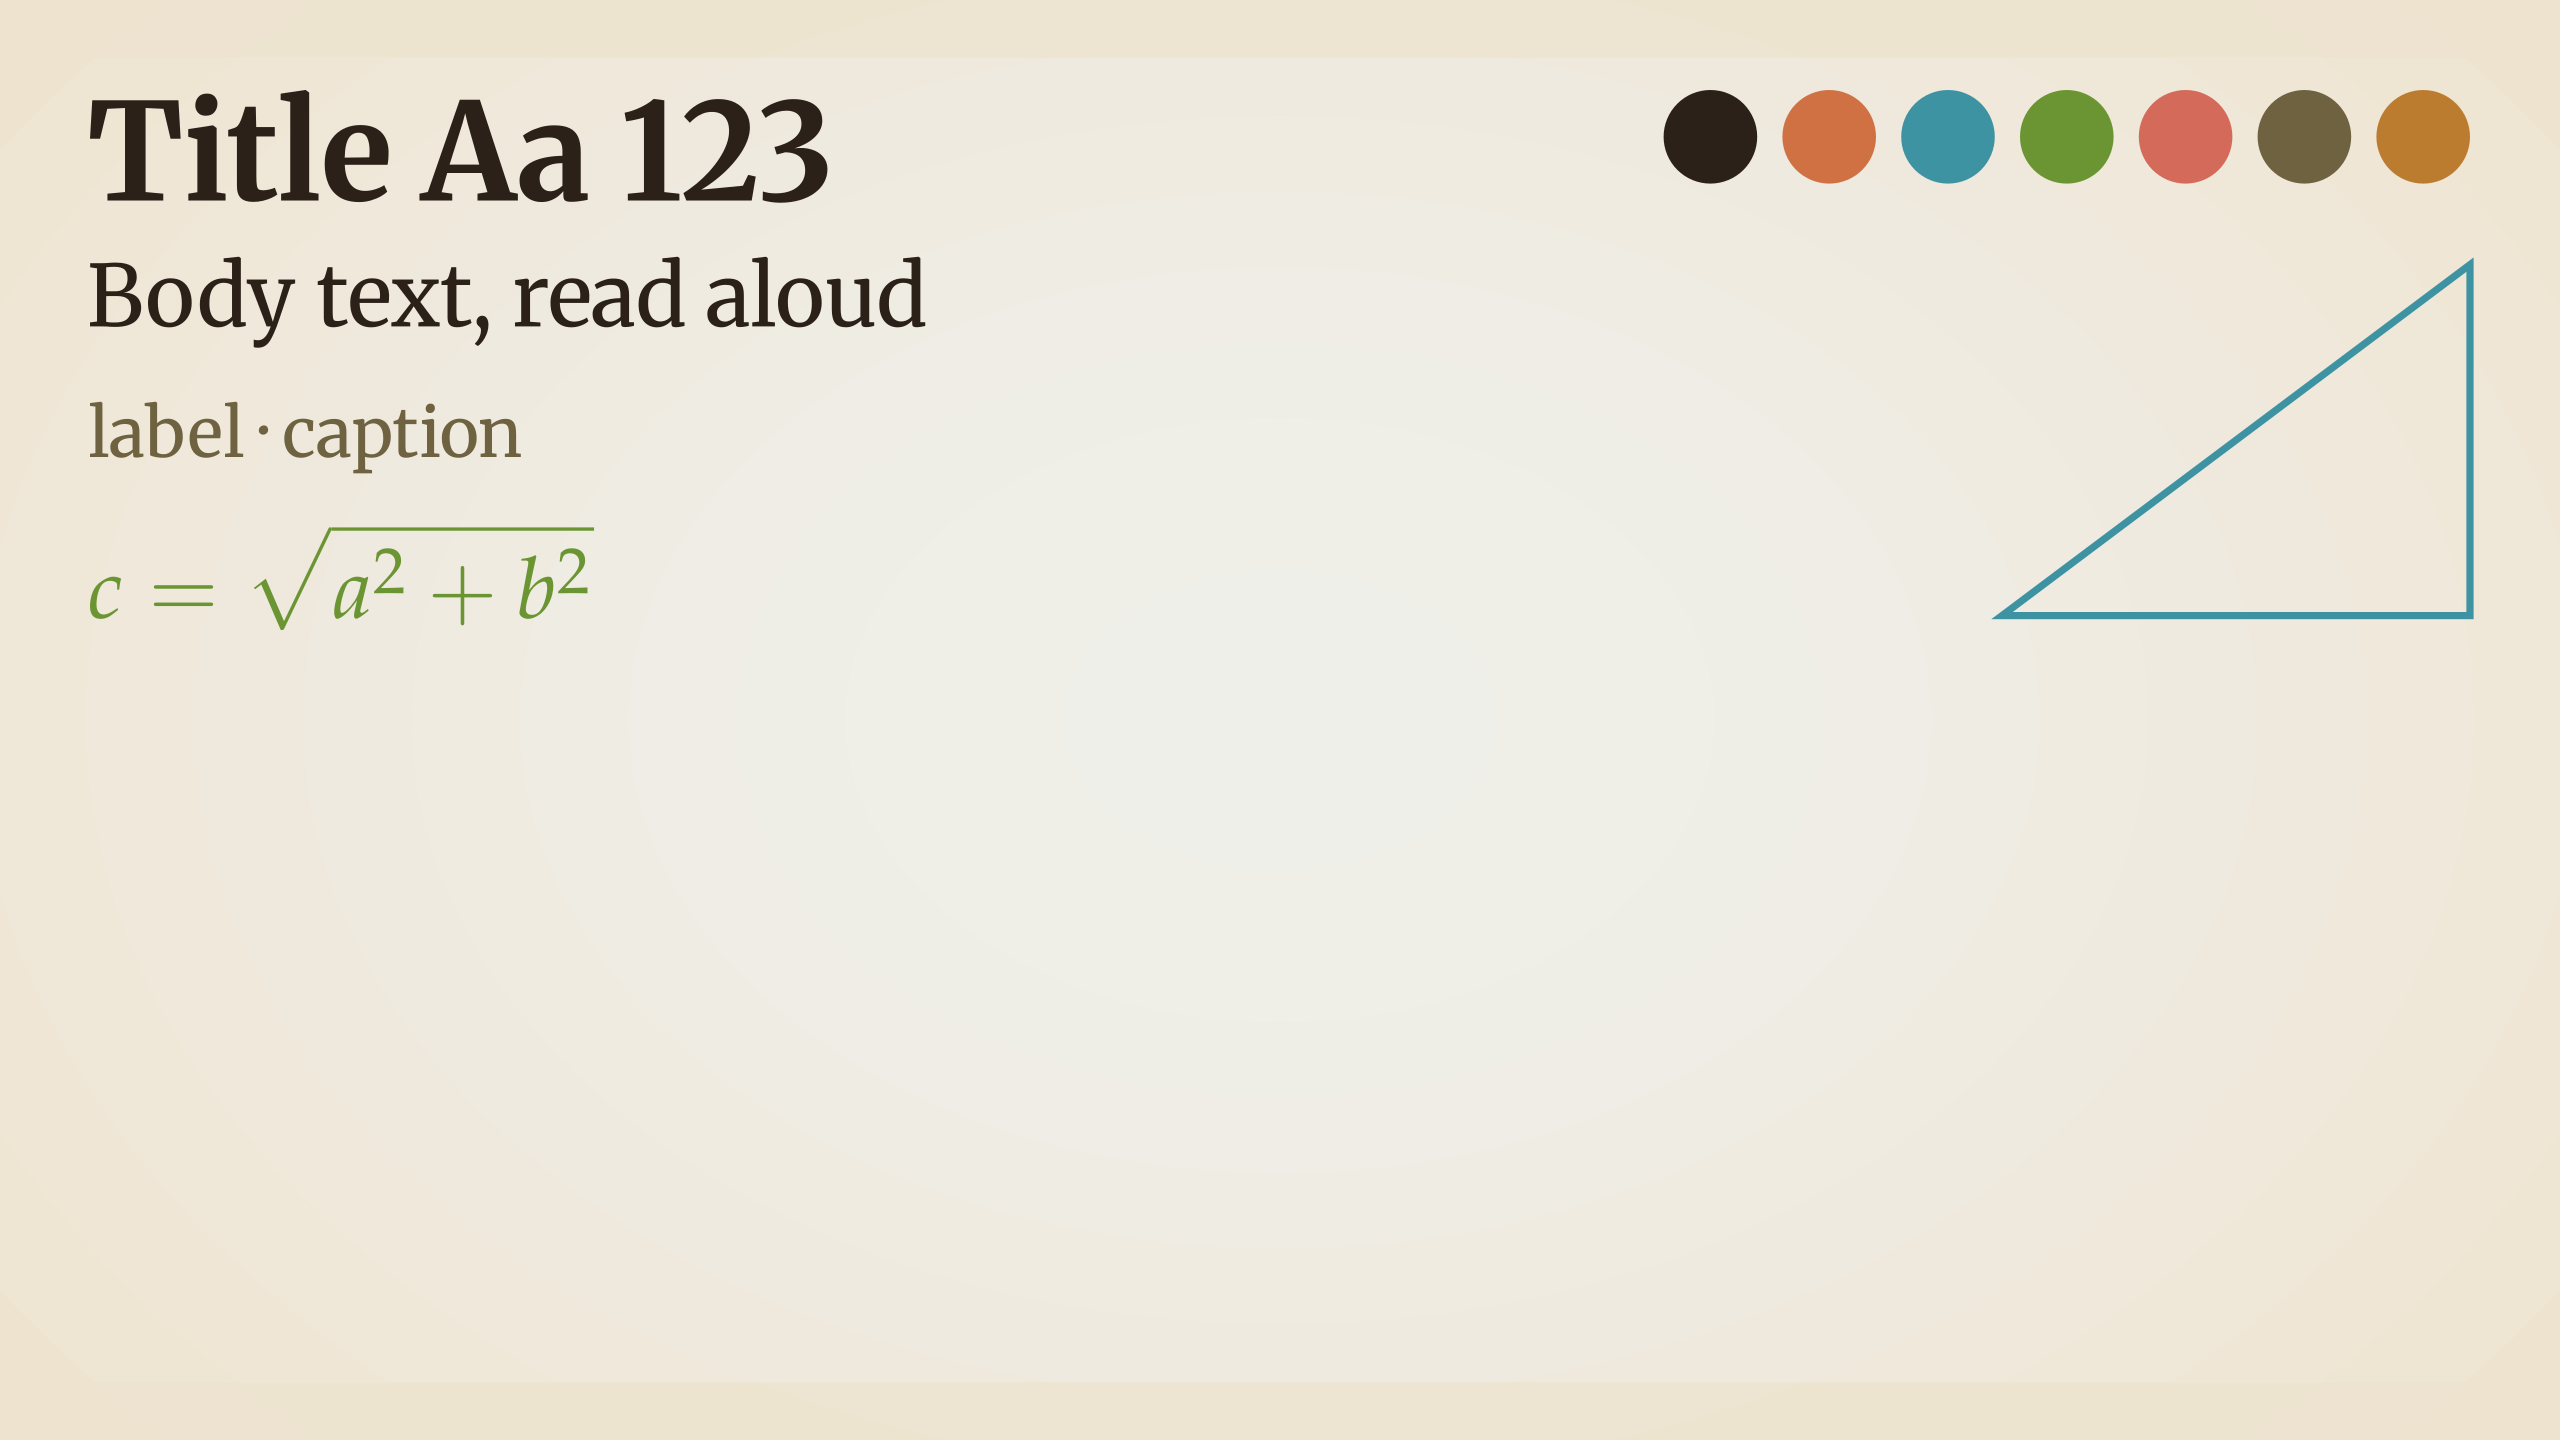 Title Aa 123
Body text, read aloud
label · caption
c = √(a² + b²)